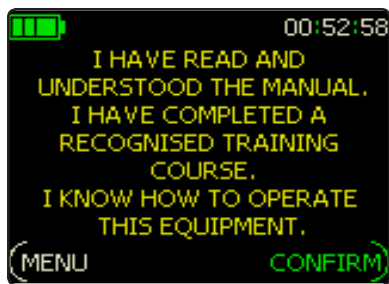 00:52:58
I HAVE READ AND
UNDERSTOOD THE MANUAL.
I HAVE COMPLETED A
RECOGNISED TRAINING
COURSE.
I KNOW HOW TO OPERATE
THIS EQUIPMENT.
MENU CONFIRM